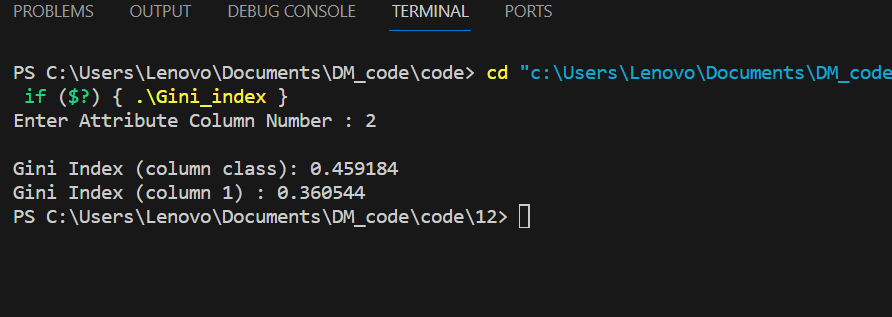 PROBLEMS OUTPUT DEBUG CONSOLE TERMINAL PORTS
PS C:\Users\Lenovo\Documents\DM_code\code> cd "c:\Users\Lenovo\Documents\DM_code
if ($?) { .\Gini_index }
Enter Attribute Column Number : 2
Gini Index (column class): 0.459184
Gini Index (column 1) : 0.360544
PS C:\Users\Lenovo\Documents\DM_code\code\12>